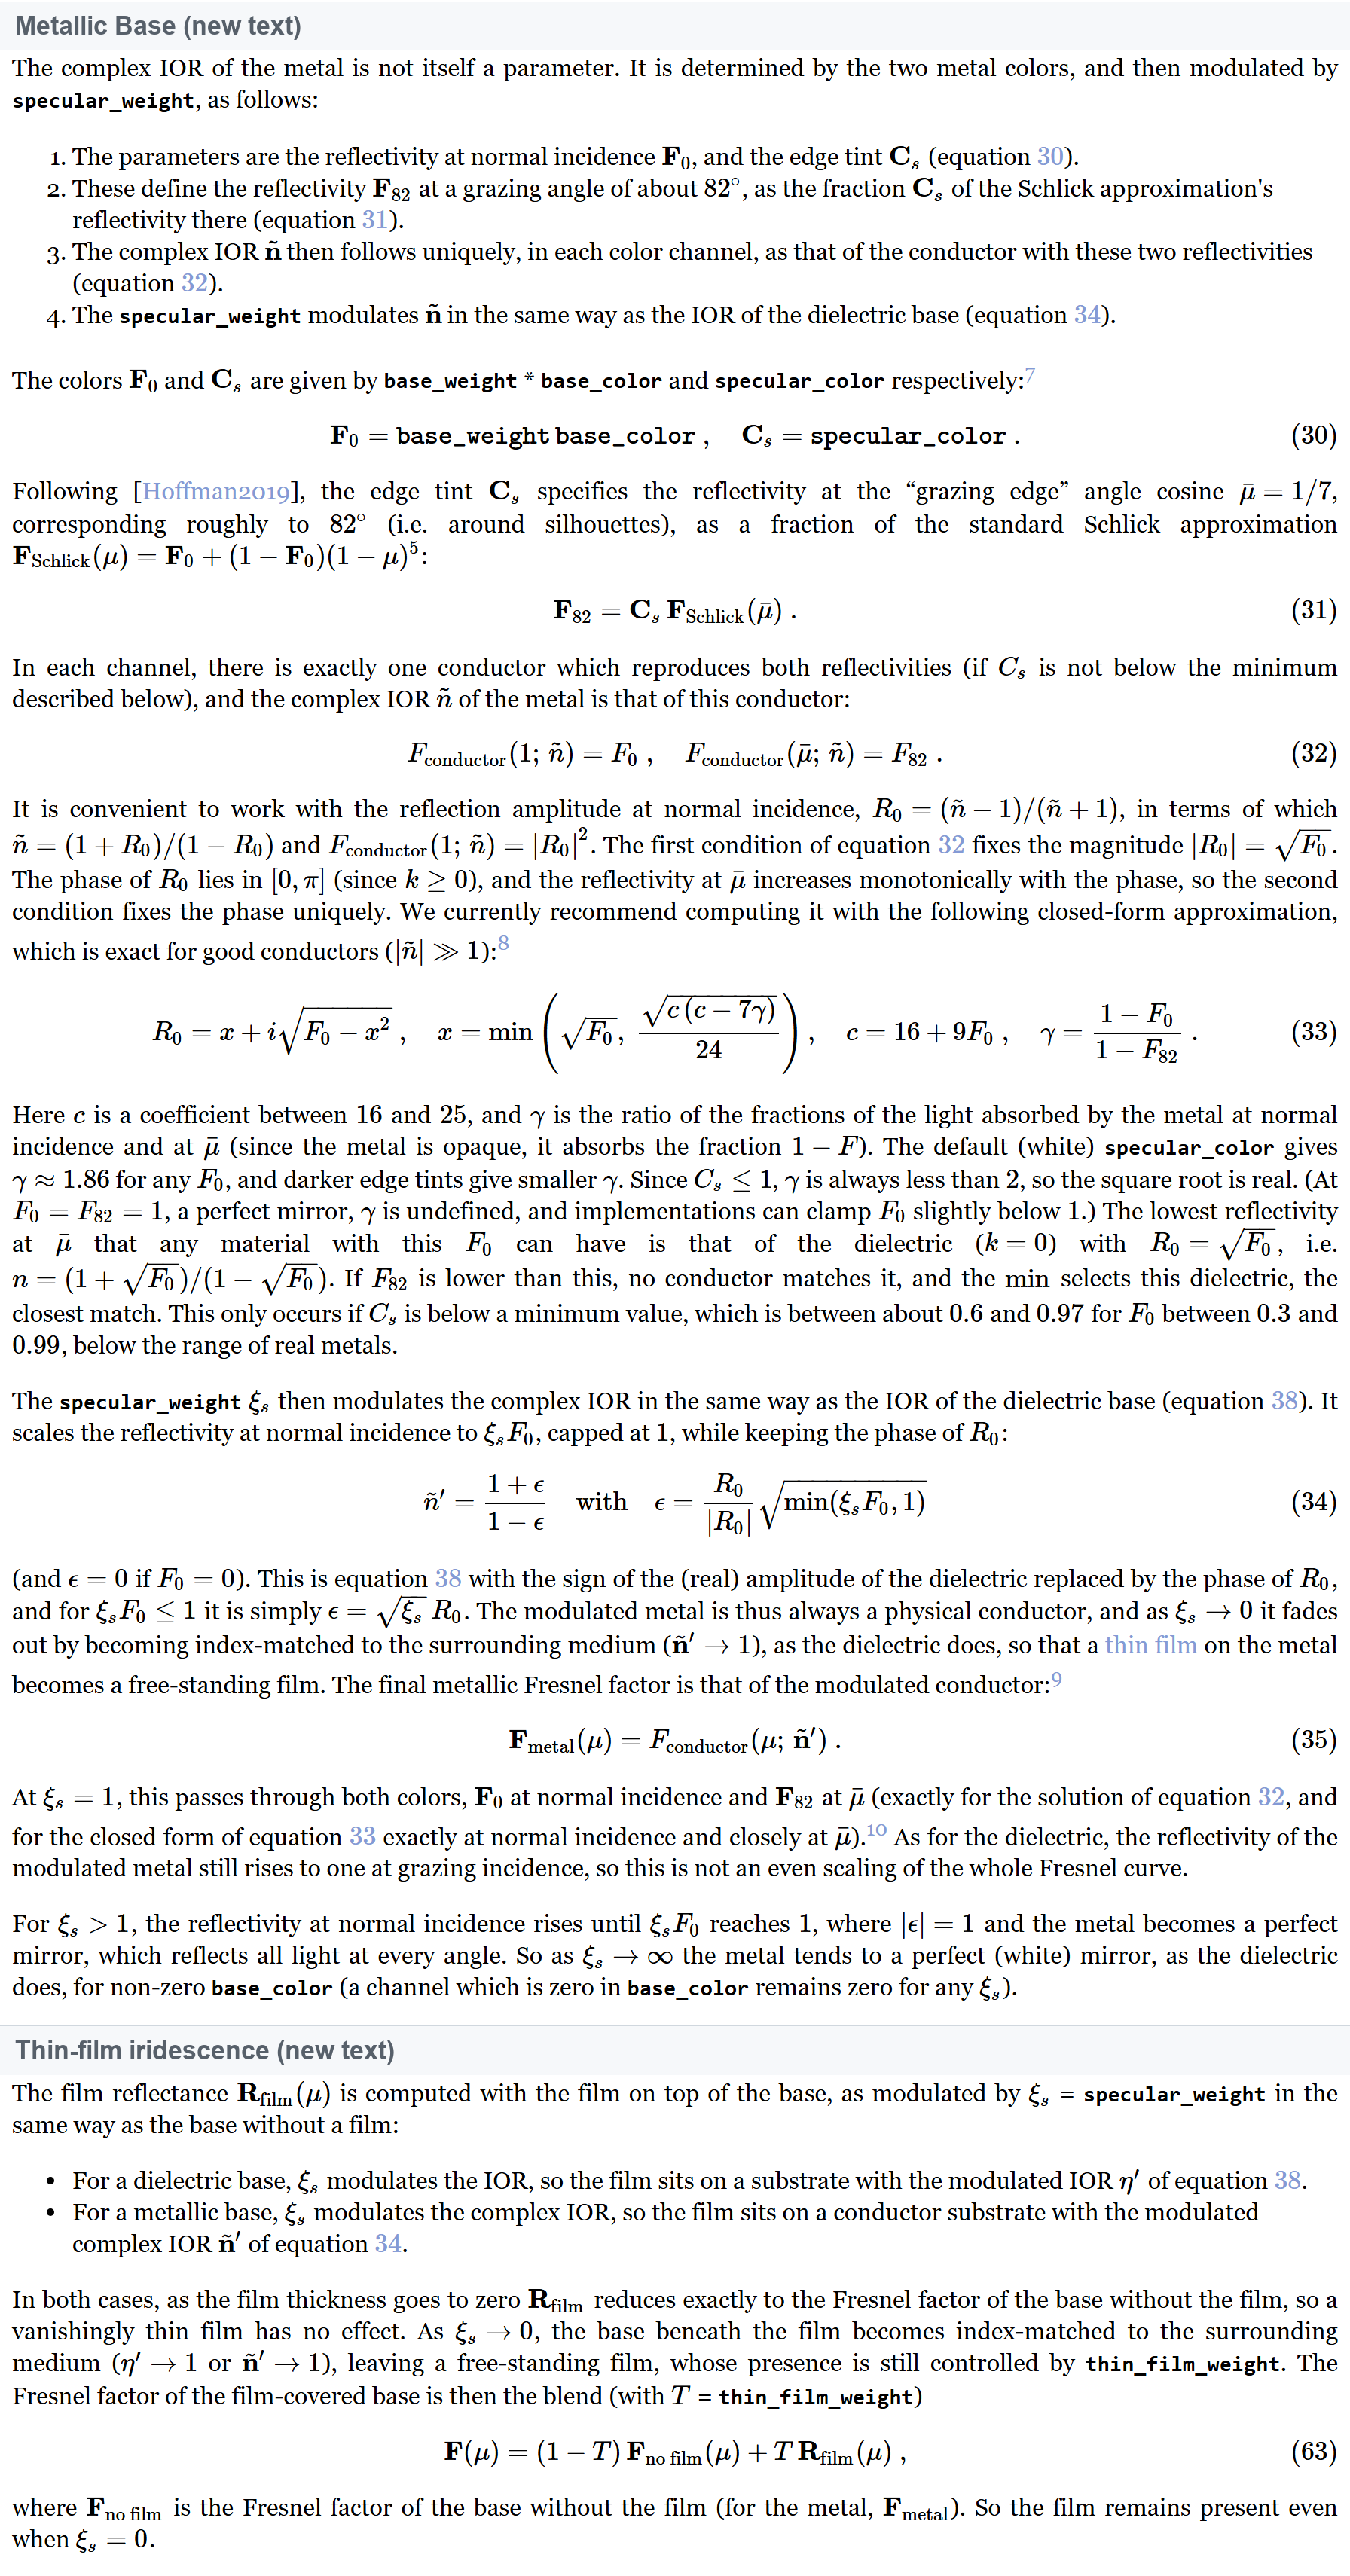 Metallic Base (new text)
The complex IOR of the metal is not itself a parameter. It is determined by the two metal colors, and then modulated by
specular_weight, as follows:
1. The parameters are the reflectivity at normal incidence F₀, and the edge tint Cₛ (equation 30).
2. These define the reflectivity F₈₂ at a grazing angle of about 82°, as the fraction Cₛ of the Schlick approximation's
reflectivity there (equation 31).
3. The complex IOR ñ then follows uniquely, in each color channel, as that of the conductor with these two reflectivities
(equation 32).
4. The specular_weight modulates ñ in the same way as the IOR of the dielectric base (equation 34).
The colors F₀ and Cₛ are given by base_weight * base_color and specular_color respectively:⁷
F₀ = base_weight base_color , Cₛ = specular_color . (30)
Following [Hoffman2019], the edge tint Cₛ specifies the reflectivity at the “grazing edge” angle cosine μ̄ = 1/7,
corresponding roughly to 82° (i.e. around silhouettes), as a fraction of the standard Schlick approximation
F_Schlick(μ) = F₀ + (1 − F₀)(1 − μ)⁵:
F₈₂ = Cₛ F_Schlick(μ̄) . (31)
In each channel, there is exactly one conductor which reproduces both reflectivities (if Cₛ is not below the minimum
described below), and the complex IOR ñ of the metal is that of this conductor:
F_conductor(1; ñ) = F₀ , F_conductor(μ̄; ñ) = F₈₂ . (32)
It is convenient to work with the reflection amplitude at normal incidence, R₀ = (ñ − 1)/(ñ + 1), in terms of which
ñ = (1 + R₀)/(1 − R₀) and F_conductor(1; ñ) = |R₀|². The first condition of equation 32 fixes the magnitude |R₀| = √F₀.
The phase of R₀ lies in [0, π] (since k ≥ 0), and the reflectivity at μ̄ increases monotonically with the phase, so the second
condition fixes the phase uniquely. We currently recommend computing it with the following closed-form approximation,
which is exact for good conductors (|ñ| ≫ 1):⁸
R₀ = x + i√(F₀ − x²) , x = min(√F₀, √(c (c − 7γ))/24) , c = 16 + 9F₀ , γ = (1 − F₀)/(1 − F₈₂) . (33)
Here c is a coefficient between 16 and 25, and γ is the ratio of the fractions of the light absorbed by the metal at normal
incidence and at μ̄ (since the metal is opaque, it absorbs the fraction 1 − F). The default (white) specular_color gives
γ ≈ 1.86 for any F₀, and darker edge tints give smaller γ. Since Cₛ ≤ 1, γ is always less than 2, so the square root is real. (At
F₀ = F₈₂ = 1, a perfect mirror, γ is undefined, and implementations can clamp F₀ slightly below 1.) The lowest reflectivity
at μ̄ that any material with this F₀ can have is that of the dielectric (k = 0) with R₀ = √F₀, i.e.
n = (1 + √F₀)/(1 − √F₀). If F₈₂ is lower than this, no conductor matches it, and the min selects this dielectric, the
closest match. This only occurs if Cₛ is below a minimum value, which is between about 0.6 and 0.97 for F₀ between 0.3 and
0.99, below the range of real metals.
The specular_weight ξₛ then modulates the complex IOR in the same way as the IOR of the dielectric base (equation 38). It
scales the reflectivity at normal incidence to ξₛF₀, capped at 1, while keeping the phase of R₀:
ñ′ = (1 + ϵ)/(1 − ϵ) with ϵ = R₀/|R₀| √min(ξₛF₀, 1) (34)
(and ϵ = 0 if F₀ = 0). This is equation 38 with the sign of the (real) amplitude of the dielectric replaced by the phase of R₀,
and for ξₛF₀ ≤ 1 it is simply ϵ = √ξₛ R₀. The modulated metal is thus always a physical conductor, and as ξₛ → 0 it fades
out by becoming index-matched to the surrounding medium (ñ′ → 1), as the dielectric does, so that a thin film on the metal
becomes a free-standing film. The final metallic Fresnel factor is that of the modulated conductor:⁹
F_metal(μ) = F_conductor(μ; ñ′) . (35)
At ξₛ = 1, this passes through both colors, F₀ at normal incidence and F₈₂ at μ̄ (exactly for the solution of equation 32, and
for the closed form of equation 33 exactly at normal incidence and closely at μ̄).¹⁰ As for the dielectric, the reflectivity of the
modulated metal still rises to one at grazing incidence, so this is not an even scaling of the whole Fresnel curve.
For ξₛ > 1, the reflectivity at normal incidence rises until ξₛF₀ reaches 1, where |ϵ| = 1 and the metal becomes a perfect
mirror, which reflects all light at every angle. So as ξₛ → ∞ the metal tends to a perfect (white) mirror, as the dielectric
does, for non-zero base_color (a channel which is zero in base_color remains zero for any ξₛ).
Thin-film iridescence (new text)
The film reflectance R_film(μ) is computed with the film on top of the base, as modulated by ξₛ = specular_weight in the
same way as the base without a film:
• For a dielectric base, ξₛ modulates the IOR, so the film sits on a substrate with the modulated IOR η′ of equation 38.
• For a metallic base, ξₛ modulates the complex IOR, so the film sits on a conductor substrate with the modulated
complex IOR ñ′ of equation 34.
In both cases, as the film thickness goes to zero R_film reduces exactly to the Fresnel factor of the base without the film, so a
vanishingly thin film has no effect. As ξₛ → 0, the base beneath the film becomes index-matched to the surrounding
medium (η′ → 1 or ñ′ → 1), leaving a free-standing film, whose presence is still controlled by thin_film_weight. The
Fresnel factor of the film-covered base is then the blend (with T = thin_film_weight)
F(μ) = (1 − T) F_no film(μ) + T R_film(μ) , (63)
where F_no film is the Fresnel factor of the base without the film (for the metal, F_metal). So the film remains present even
when ξₛ = 0.